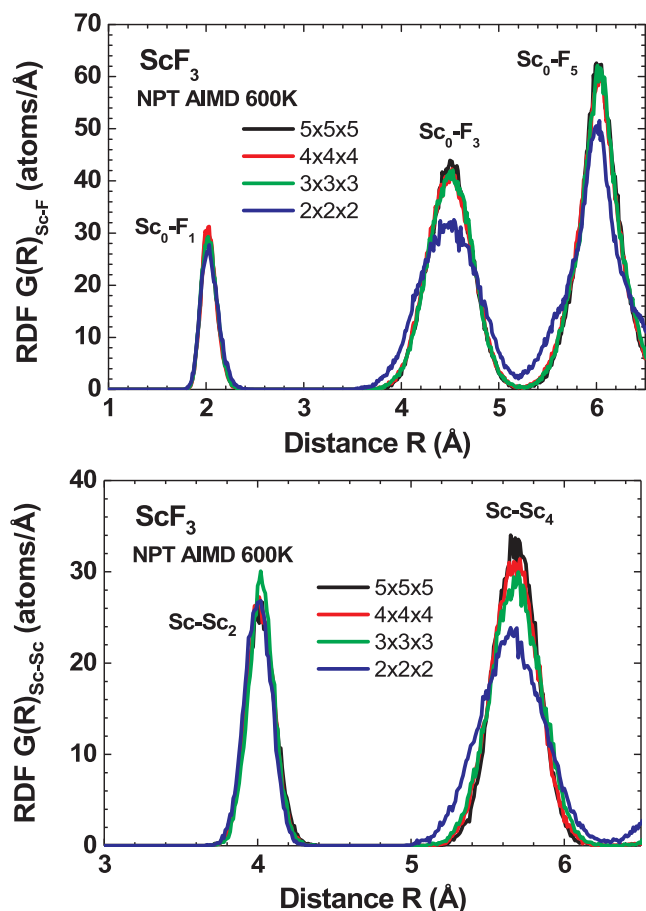 70
60
50
40
30
20
10
0
RDF G(R)Sc-F (atoms/Å)
ScF3
NPT AIMD 600K
5x5x5
4x4x4
3x3x3
2x2x2
Sc0-F1
Sc0-F3
Sc0-F5
1 2 3 4 5 6
Distance R (Å)
40
30
20
10
0
RDF G(R)Sc-Sc (atoms/Å)
ScF3
NPT AIMD 600K
Sc-Sc4
5x5x5
4x4x4
3x3x3
2x2x2
Sc-Sc2
3 4 5 6
Distance R (Å)